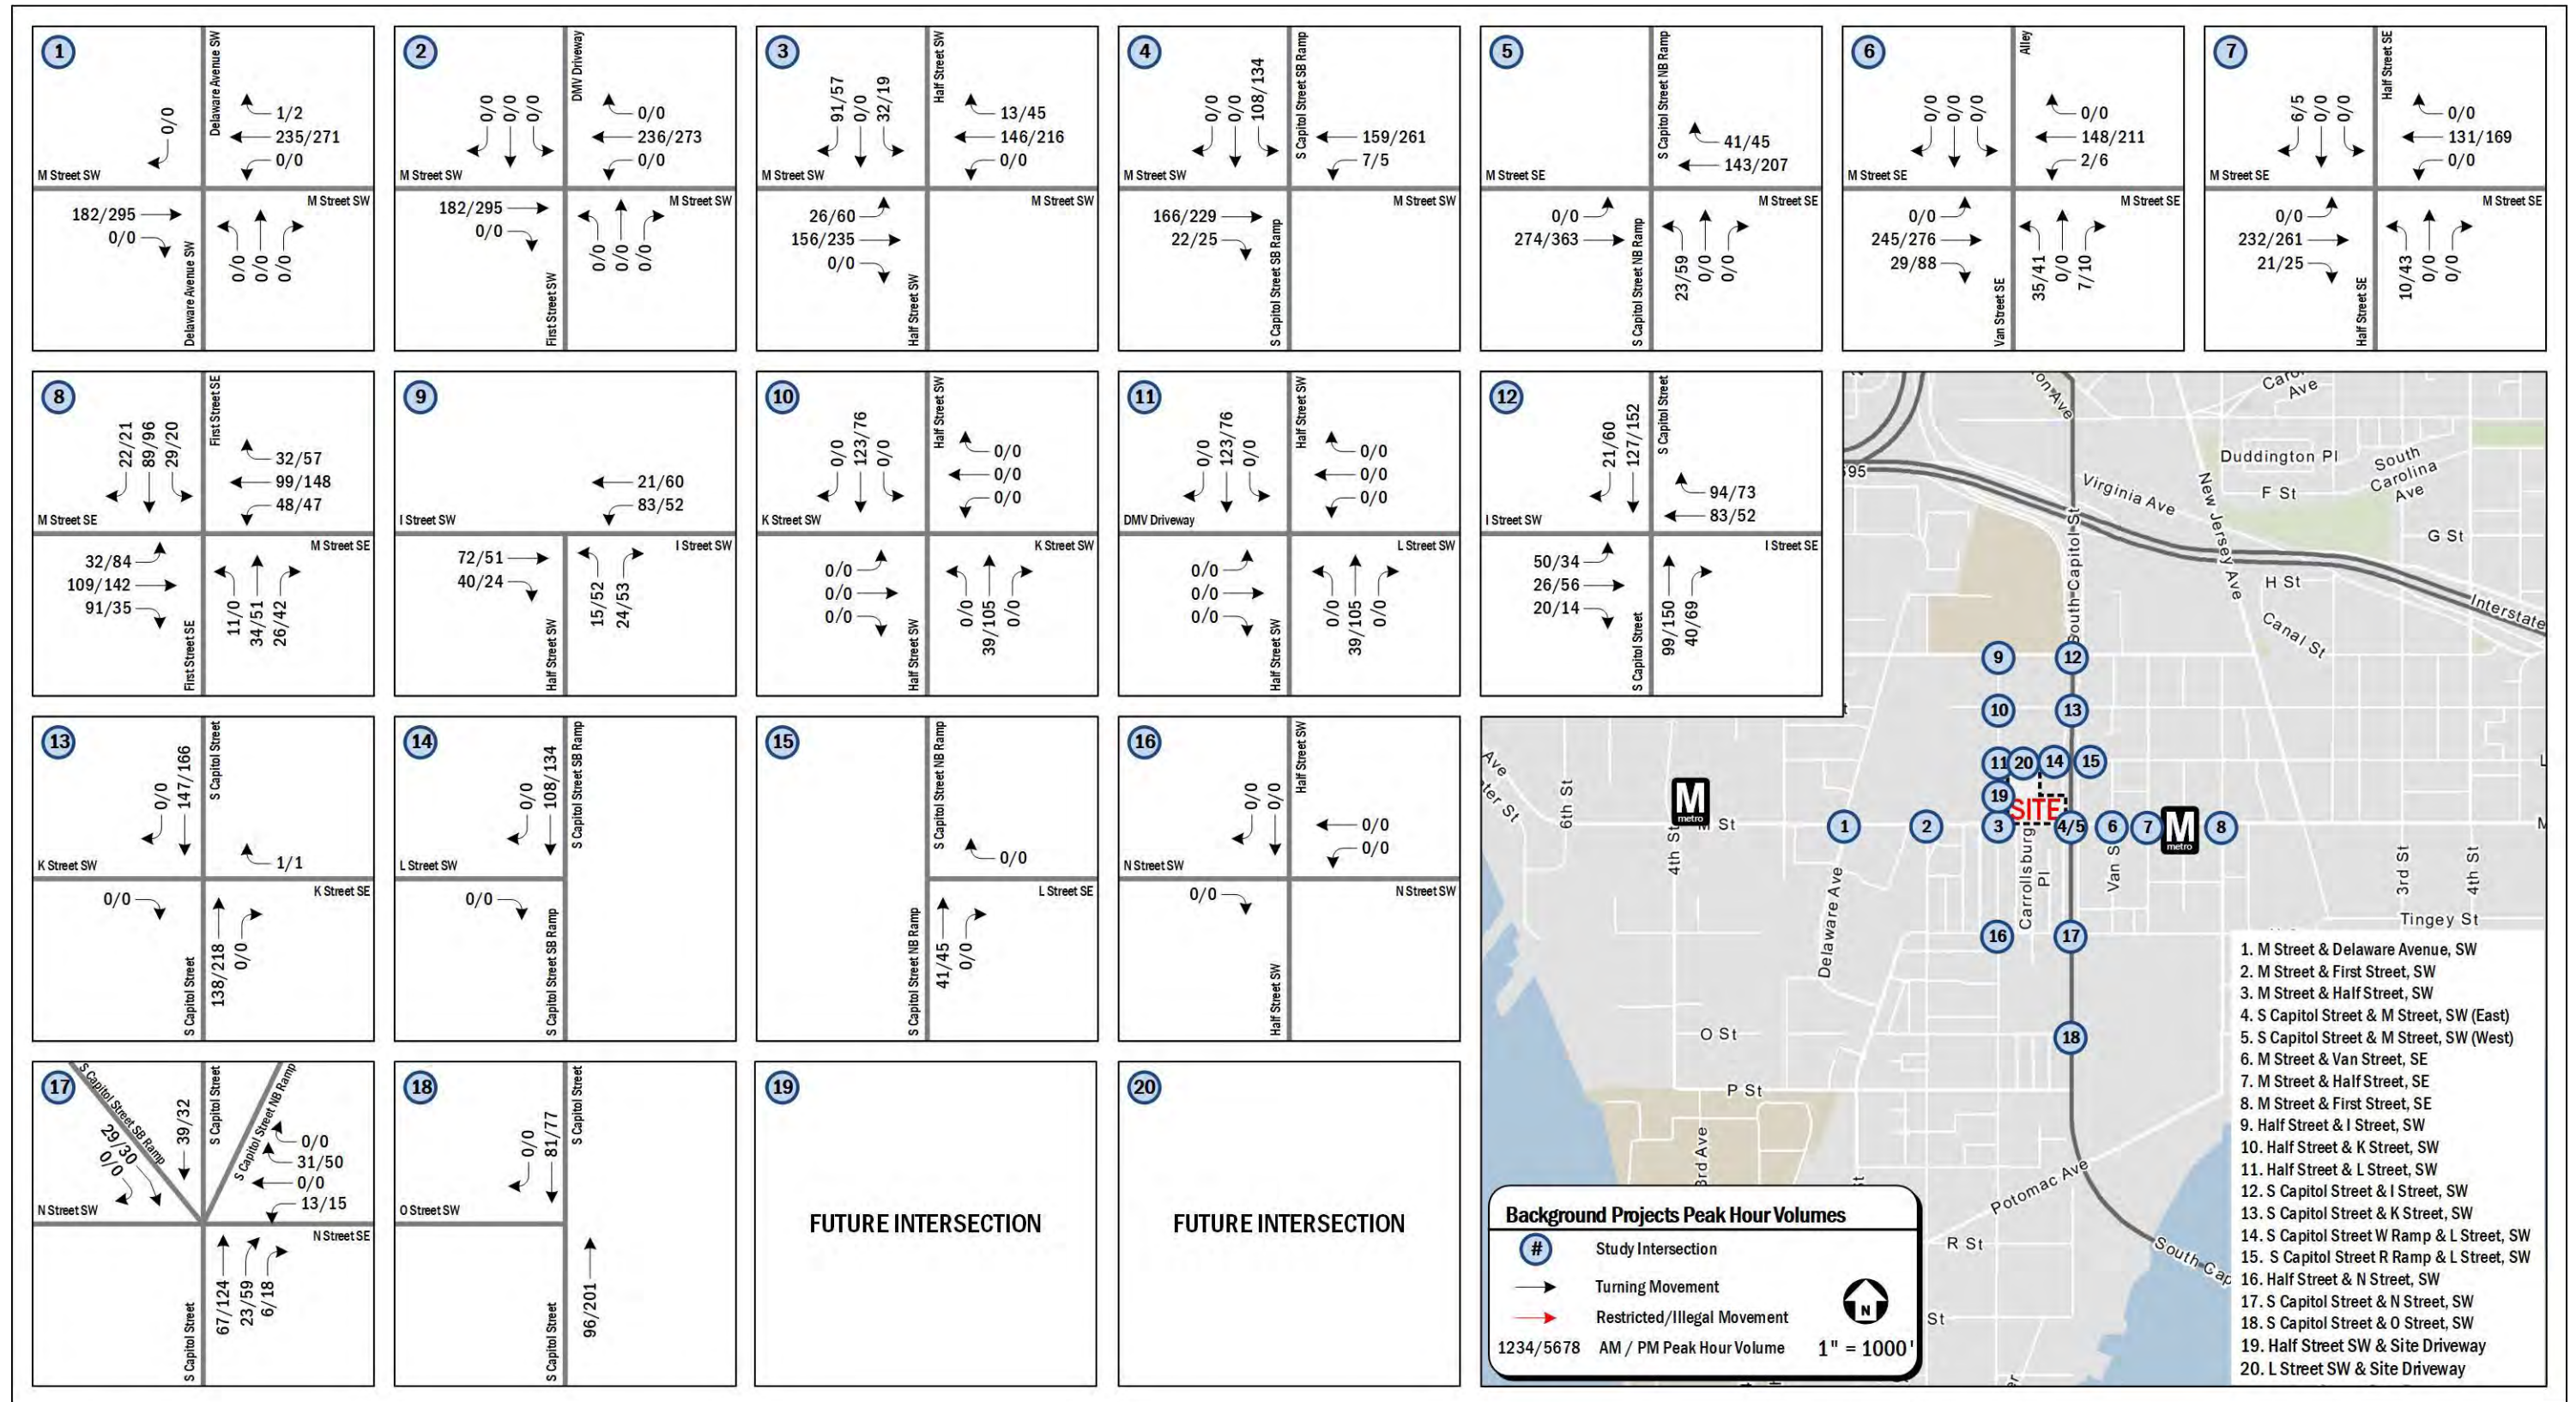 1
Delaware Avenue SW
0/0
1/2
235/271
0/0
M Street SW
M Street SW
182/295
0/0
0/0
0/0
0/0
Delaware Avenue SW
2
DMV Driveway
0/0
0/0
0/0
0/0
236/273
0/0
M Street SW
M Street SW
182/295
0/0
0/0
0/0
0/0
First Street SW
3
Half Street SW
91/57
0/0
32/19
13/45
146/216
0/0
M Street SW
M Street SW
26/60
156/235
0/0
Half Street SW
4
S Capitol Street SB Ramp
0/0
0/0
108/134
159/261
7/5
M Street SW
M Street SW
166/229
22/25
S Capitol Street SB Ramp
5
S Capitol Street NB Ramp
41/45
143/207
M Street SE
M Street SE
0/0
274/363
23/59
0/0
0/0
S Capitol Street NB Ramp
6
Alley
0/0
0/0
0/0
0/0
148/211
2/6
M Street SE
M Street SE
0/0
245/276
29/88
35/41
0/0
7/10
Van Street SE
7
Half Street SE
6/5
0/0
0/0
0/0
131/169
0/0
M Street SE
M Street SE
0/0
232/261
21/25
10/43
0/0
0/0
Half Street SE
8
First Street SE
22/21
89/96
29/20
32/57
99/148
48/47
M Street SE
M Street SE
32/84
109/142
91/35
11/0
34/51
26/42
First Street SE
9
21/60
83/52
I Street SW
I Street SW
72/51
40/24
15/52
24/53
Half Street SW
10
Half Street SW
0/0
123/76
0/0
0/0
0/0
0/0
K Street SW
K Street SW
0/0
0/0
0/0
0/0
39/105
0/0
Half Street SW
11
Half Street SW
0/0
123/76
0/0
0/0
0/0
0/0
DMV Driveway
L Street SW
0/0
0/0
0/0
0/0
39/105
0/0
Half Street SW
12
S Capitol Street
21/60
127/152
94/73
83/52
I Street SW
I Street SE
50/34
26/56
20/14
99/150
40/69
S Capitol Street
13
S Capitol Street
0/0
147/166
1/1
K Street SW
K Street SE
0/0
138/218
0/0
S Capitol Street
14
S Capitol Street SB Ramp
0/0
108/134
L Street SW
0/0
S Capitol Street SB Ramp
15
S Capitol Street NB Ramp
0/0
L Street SE
41/45
0/0
S Capitol Street NB Ramp
16
Half Street SW
0/0
0/0
0/0
0/0
N Street SW
N Street SW
0/0
Half Street SW
17
S Capitol Street SB Ramp
S Capitol Street
S Capitol Street NB Ramp
29/30
0/0
39/32
0/0
31/50
0/0
13/15
N Street SW
N Street SE
67/124
23/59
6/18
S Capitol Street
18
S Capitol Street
0/0
81/77
O Street SW
96/201
S Capitol Street
19
FUTURE INTERSECTION
20
FUTURE INTERSECTION
Ave
Duddington Pl
South
Carolina
Ave
F St
Virginia Ave
New Jersey Ave
South Capitol St
G St
H St
Canal St
Interstate
9
12
10
13
11
20
14
15
19
SITE
M
metro
1
2
3
4/5
6
7
M
metro
8
6th St
4th St
Delaware Ave
Carrollsburg
Pl
3rd St
4th St
Tingey St
16
17
18
O St
P St
3rd Ave
Potomac Ave
R St
St
1. M Street & Delaware Avenue, SW
2. M Street & First Street, SW
3. M Street & Half Street, SW
4. S Capitol Street & M Street, SW (East)
5. S Capitol Street & M Street, SW (West)
6. M Street & Van Street, SE
7. M Street & Half Street, SE
8. M Street & First Street, SE
9. Half Street & I Street, SW
10. Half Street & K Street, SW
11. Half Street & L Street, SW
12. S Capitol Street & I Street, SW
13. S Capitol Street & K Street, SW
14. S Capitol Street W Ramp & L Street, SW
15. S Capitol Street R Ramp & L Street, SW
16. Half Street & N Street, SW
17. S Capitol Street & N Street, SW
18. S Capitol Street & O Street, SW
19. Half Street SW & Site Driveway
20. L Street SW & Site Driveway
Background Projects Peak Hour Volumes
# Study Intersection
Turning Movement
Restricted/Illegal Movement
1234/5678 AM / PM Peak Hour Volume
N
1" = 1000'